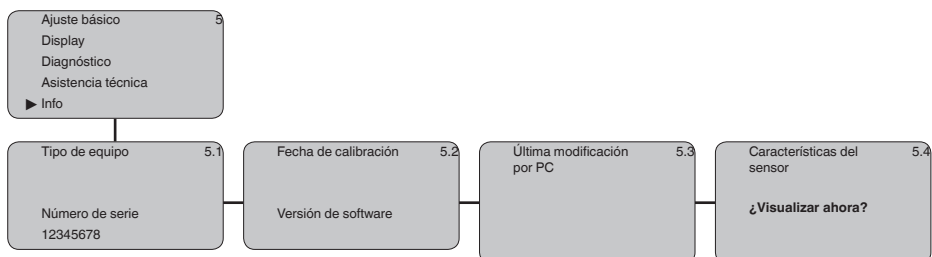 Ajuste básico 5
Display
Diagnóstico
Asistencia técnica
▶ Info
Tipo de equipo 5.1
Número de serie
12345678
Fecha de calibración 5.2
Versión de software
Última modificación 5.3
por PC
Características del 5.4
sensor
¿Visualizar ahora?